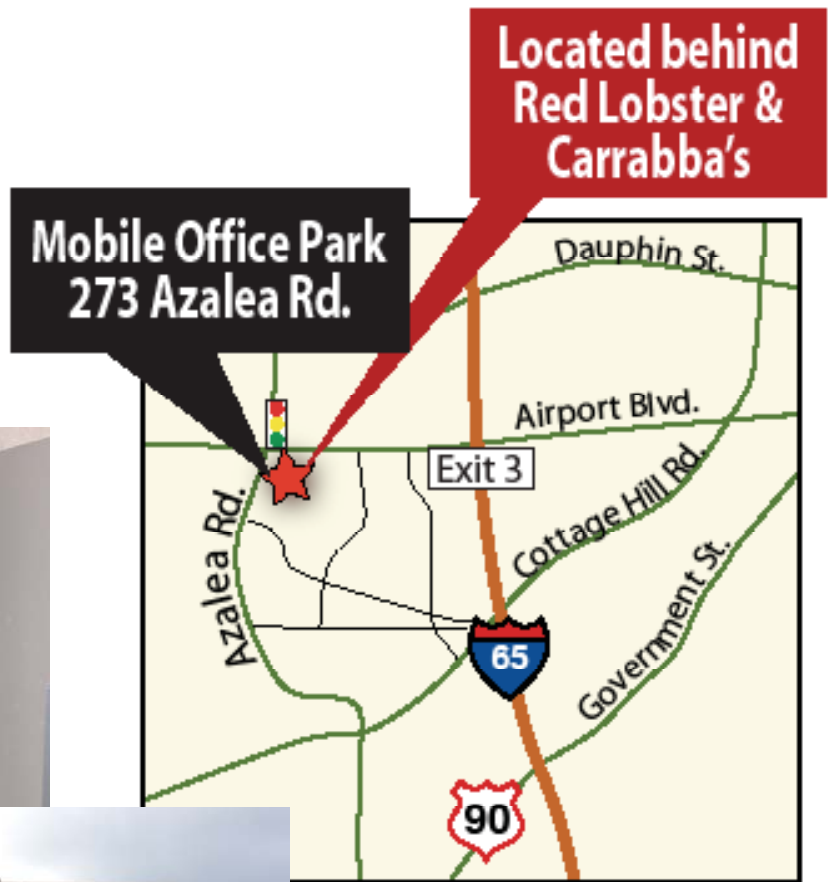 Located behind
Red Lobster &
Carrabba's
Mobile Office Park
273 Azalea Rd.
Dauphin St.
Airport Blvd.
Exit 3
Cottage Hill Rd.
Azalea Rd.
Government St.
65
90